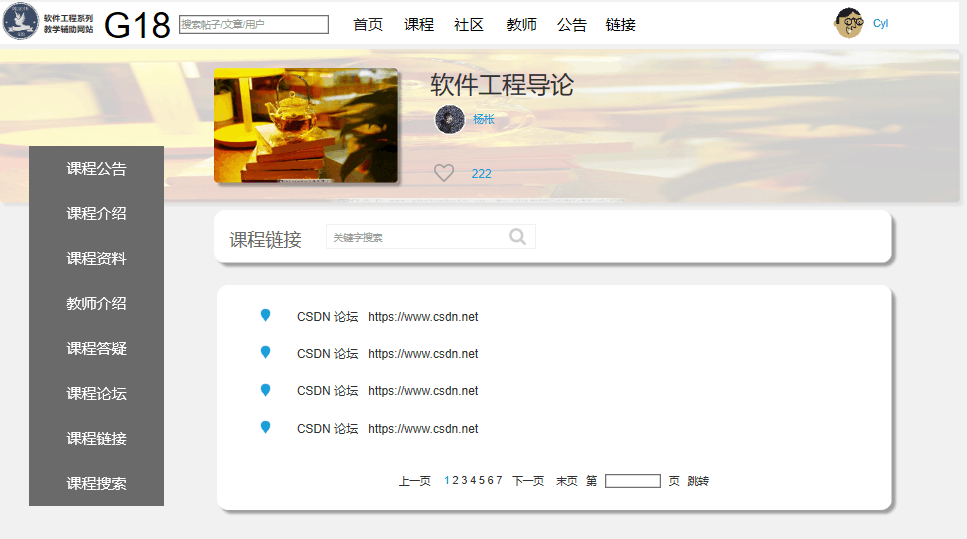 软件工程系列
教学辅助网站
G18
搜索帖子/文章/用户
首页 课程 社区 教师 公告 链接
Cyl
软件工程导论
杨枨
222
课程公告
课程介绍
课程资料
教师介绍
课程答疑
课程论坛
课程链接
课程搜索
课程链接
关键字搜索
CSDN 论坛 https://www.csdn.net
CSDN 论坛 https://www.csdn.net
CSDN 论坛 https://www.csdn.net
CSDN 论坛 https://www.csdn.net
上一页 1 2 3 4 5 6 7 下一页 末页 第 页 跳转